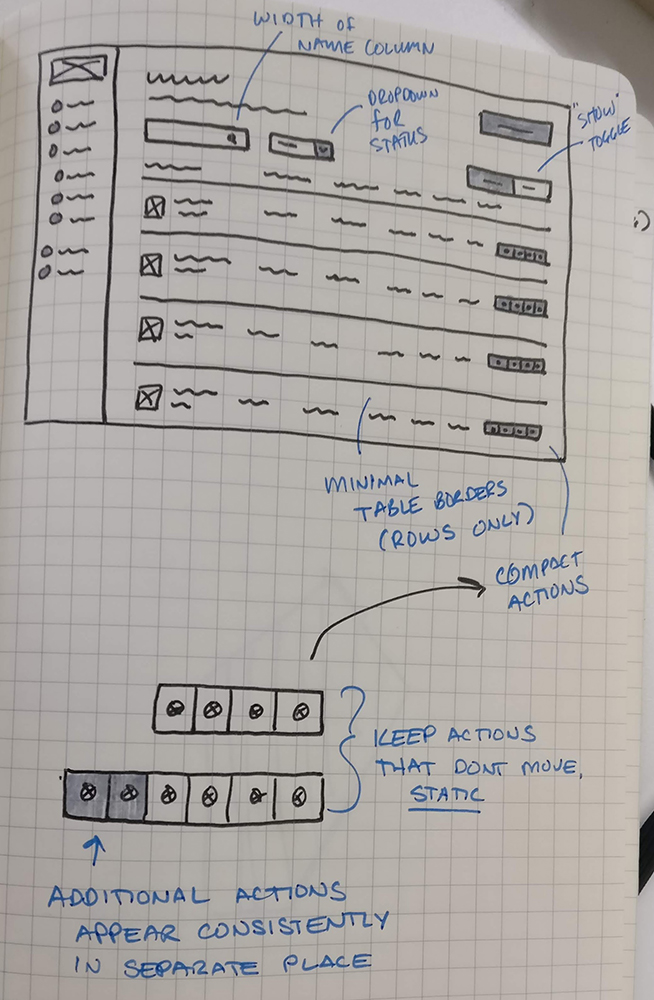 WIDTH OF
NAME COLUMN
DROPDOWN
FOR
STATUS
"SHOW"
TOGGLE
:)
MINIMAL
TABLE BORDERS
(ROWS ONLY)
COMPACT
ACTIONS
KEEP ACTIONS
THAT DONT MOVE,
STATIC
ADDITIONAL ACTIONS
APPEAR CONSISTENTLY
IN SEPARATE PLACE